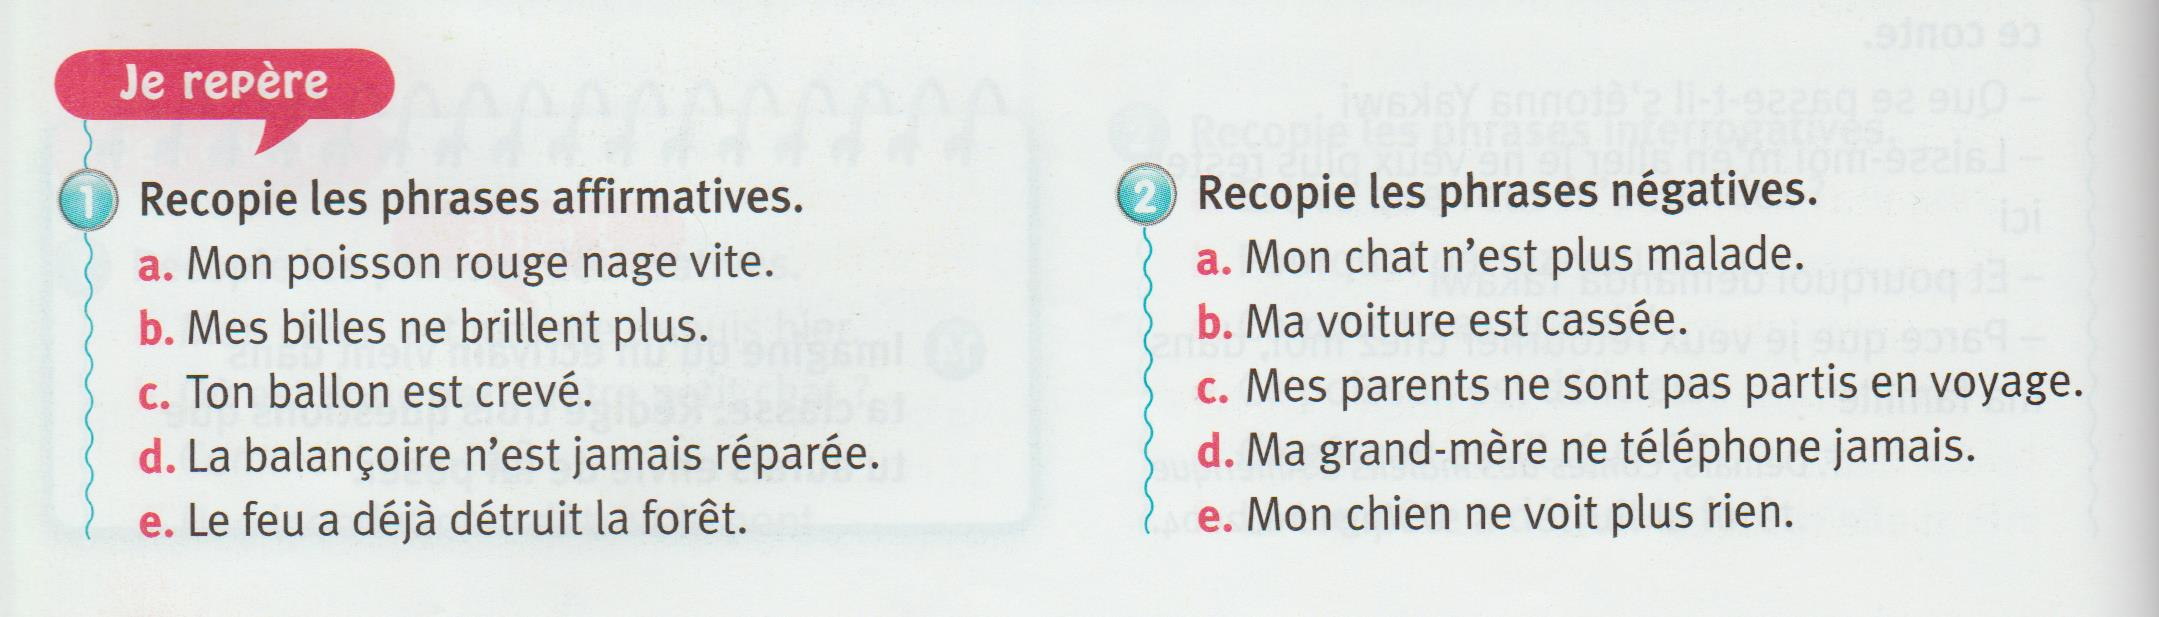 Je repère
1 Recopie les phrases affirmatives.
a. Mon poisson rouge nage vite.
b. Mes billes ne brillent plus.
c. Ton ballon est crevé.
d. La balançoire n'est jamais réparée.
e. Le feu a déjà détruit la forêt.
2 Recopie les phrases négatives.
a. Mon chat n'est plus malade.
b. Ma voiture est cassée.
c. Mes parents ne sont pas partis en voyage.
d. Ma grand-mère ne téléphone jamais.
e. Mon chien ne voit plus rien.